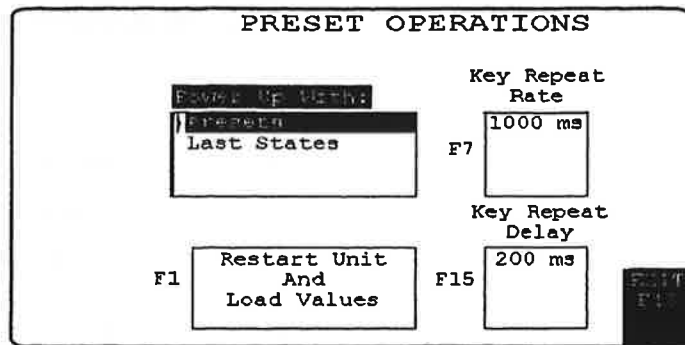 PRESET OPERATIONS
Power Up With:
Presets
Last States
Key Repeat
Rate
F7
1000 ms
Key Repeat
Delay
F15
200 ms
F1
Restart Unit
And
Load Values
EXIT